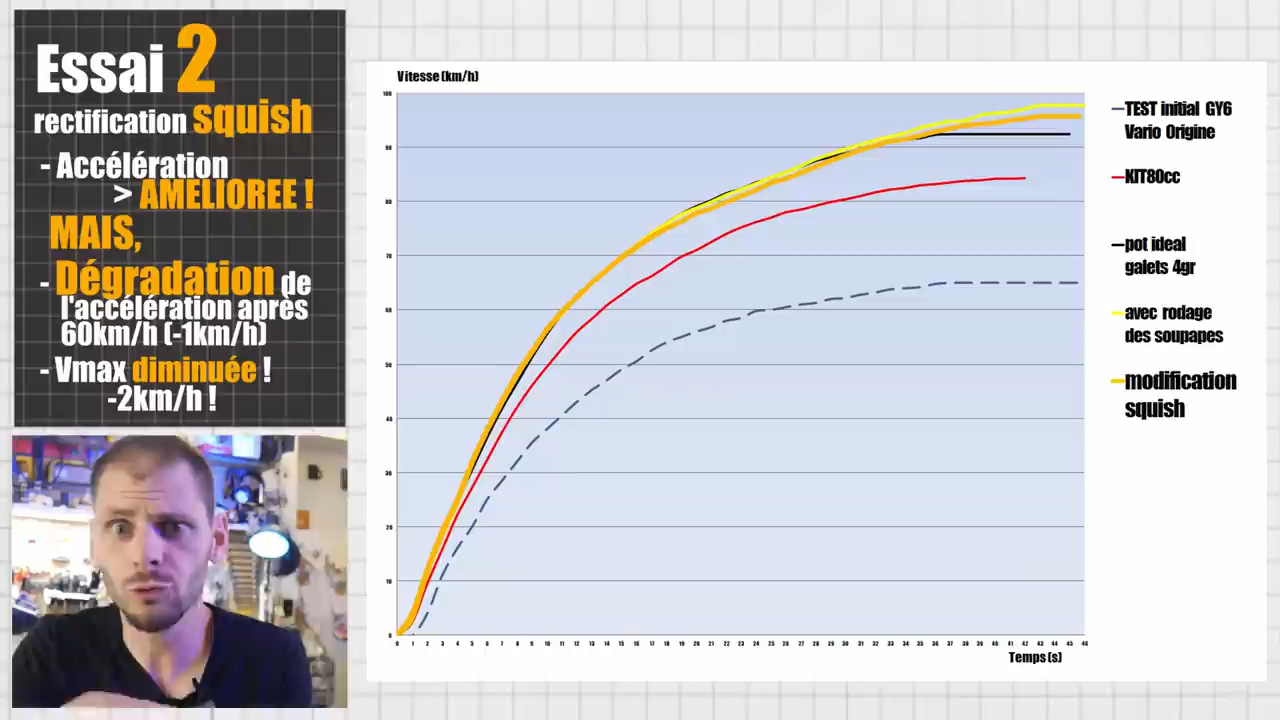 Essai 2
rectification squish
- Accélération
> AMELIOREE !
MAIS,
- Dégradation de
l'accélération après
60km/h (-1km/h)
- Vmax diminuée !
-2km/h !
Vitesse (km/h)
100
90
80
70
60
50
40
30
20
10
0
0 1 2 3 4 5 6 7 8 9 10 11 12 13 14 15 16 17 18 19 20 21 22 23 24 25 26 27 28 29 30 31 32 33 34 35 36 37 38 39 40 41 42 43 44 45 46
Temps (s)
TEST initial GY6
Vario Origine
KIT80cc
pot ideal
galets 4gr
avec rodage
des soupapes
modification
squish